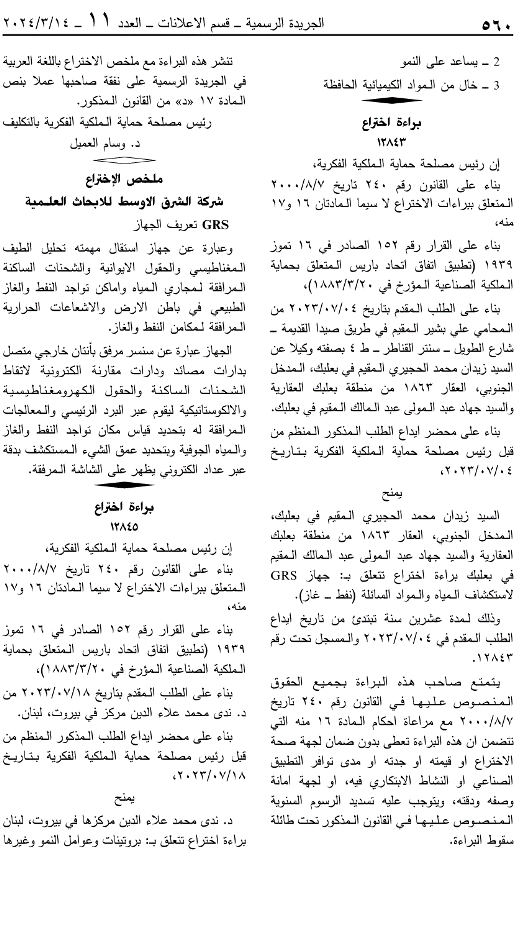 ٥٦٠
الجريدة الرسمية ــ قسم الاعلانات ــ العدد ١١ ــ ٢٠٢٤/٣/١٤
2 ــ يساعد على النمو
3 ــ خال من المواد الكيميائية الحافظة
براءة اختراع
١٢٨٤٣
إن رئيس مصلحة حماية الملكية الفكرية،
بناء على القانون رقم ٢٤٠ تاريخ ٢٠٠٠/٨/٧
المتعلق ببراءات الاختراع لا سيما المادتان ١٦ و١٧
منه،
بناء على القرار رقم ١٥٢ الصادر في ١٦ تموز
١٩٣٩ (تطبيق اتفاق اتحاد باريس المتعلق بحماية
الملكية الصناعية المؤرخ في ١٨٨٣/٣/٢٠)،
بناء على الطلب المقدم بتاريخ ٢٠٢٣/٠٧/٠٤ من
المحامي علي بشير المقيم في طريق صيدا القديمة ــ
شارع الطويل ــ سنتر القناطر ــ ط ٤ بصفته وكيلا عن
السيد زيدان محمد الحجيري المقيم في بعلبك، المدخل
الجنوبي، العقار ١٨٦٣ من منطقة بعلبك العقارية
والسيد جهاد عبد المولى عبد المالك المقيم في بعلبك.
بناء على محضر ايداع الطلب المذكور المنظم من
قبل رئيس مصلحة حماية الملكية الفكرية بـتـاريخ
٢٠٢٣/٠٧/٠٤،
يمنح
السيد زيدان محمد الحجيري المقيم في بعلبك،
المدخل الجنوبي، العقار ١٨٦٣ من منطقة بعلبك
العقارية والسيد جهاد عبد المولى عبد المالك المقيم
في بعلبك براءة اختراع تتعلق بـ: جهاز GRS
لاستكشاف المياه والمواد السائلة (نفط ــ غاز).
وذلك لمدة عشرين سنة تبتدئ من تاريخ ايداع
الطلب المقدم في ٢٠٢٣/٠٧/٠٤ والمسجل تحت رقم
١٢٨٤٣.
يتمتع صاحب هذه البراءة بجميع الحقوق
المنصوص عليها في القانون رقم ٢٤٠ تاريخ
٢٠٠٠/٨/٧ مع مراعاة احكام المادة ١٦ منه التي
تتضمن ان هذه البراءة تعطى بدون ضمان لجهة صحة
الاختراع او قيمته او جدته او مدى توافر التطبيق
الصناعي او النشاط الابتكاري فيه، او لجهة امانة
وصفه ودقته، ويتوجب عليه تسديد الرسوم السنوية
المنصوص عليها في القانون المذكور تحت طائلة
سقوط البراءة.
تنشر هذه البراءة مع ملخص الاختراع باللغة العربية
في الجريدة الرسمية على نفقة صاحبها عملا بنص
المادة ١٧ «د» من القانون المذكور.
رئيس مصلحة حماية الملكية الفكرية بالتكليف
د. وسام العميل
ملخص الإختراع
شركة الشرق الاوسط للابحاث العلمية
GRS تعريف الجهاز
وعبارة عن جهاز استقلال مهمته تحليل الطيف
المغناطيسي والحقول الايوانية والشحنات الساكنة
المرافقة لمجاري المياه واماكن تواجد النفط والغاز
الطبيعي في باطن الارض والاشعاعات الحرارية
المرافقة لمكامن النفط والغاز.
الجهاز عبارة عن سنسر مرفق بأنتان خارجي متصل
بدارات مصائد ودارات مقارنة الكترونية لاتقاط
الشحنات الساكنة والحقول الكهرومغناطيسية
والالكوستاتيكية ليقوم عبر البرد الرئيسي والمعالجات
المرافقة له بتحديد قياس مكان تواجد النفط والغاز
والمياه الجوفية وبتحديد عمق الشيء المستكشف بدقة
عبر عداد الكتروني يظهر على الشاشة المرفقة.
براءة اختراع
١٢٨٤٥
إن رئيس مصلحة حماية الملكية الفكرية،
بناء على القانون رقم ٢٤٠ تاريخ ٢٠٠٠/٨/٧
المتعلق ببراءات الاختراع لا سيما المادتان ١٦ و١٧
منه،
بناء على القرار رقم ١٥٢ الصادر في ١٦ تموز
١٩٣٩ (تطبيق اتفاق اتحاد باريس المتعلق بحماية
الملكية الصناعية المؤرخ في ١٨٨٣/٣/٢٠)،
بناء على الطلب المقدم بتاريخ ٢٠٢٣/٠٧/١٨ من
د. ندى محمد علاء الدين مركز في بيروت، لبنان.
بناء على محضر ايداع الطلب المذكور المنظم من
قبل رئيس مصلحة حماية الملكية الفكرية بـتـاريخ
٢٠٢٣/٠٧/١٨،
يمنح
د. ندى محمد علاء الدين مركزها في بيروت، لبنان
براءة اختراع تتعلق بـ: بروتينات وعوامل النمو وغيرها